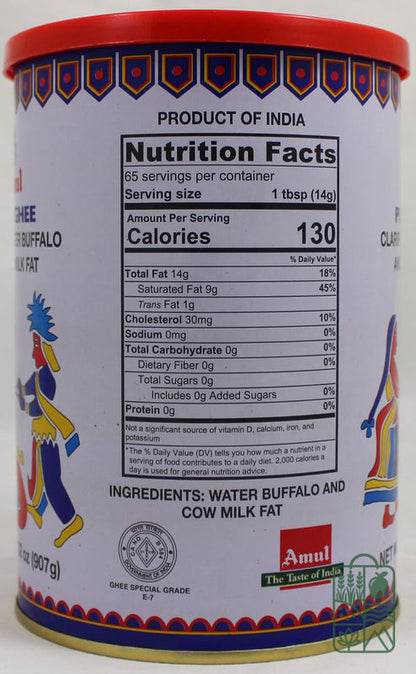 PRODUCT OF INDIA
Nutrition Facts
65 servings per container
Serving size 1 tbsp (14g)
Amount Per Serving
Calories 130
% Daily Value*
Total Fat 14g 18%
Saturated Fat 9g 45%
Trans Fat 1g
Cholesterol 30mg 10%
Sodium 0mg 0%
Total Carbohydrate 0g 0%
Dietary Fiber 0g 0%
Total Sugars 0g
Includes 0g Added Sugars 0%
Protein 0g 0%
Not a significant source of vitamin D, calcium, iron, and
potassium
*The % Daily Value (DV) tells you how much a nutrient in a
serving of food contributes to a daily diet. 2,000 calories a
day is used for general nutrition advice.
INGREDIENTS: WATER BUFFALO AND
COW MILK FAT
GOVERNMENT OF INDIA
GHEE SPECIAL GRADE
E-7
Amul
The Taste of India
Amul
GHEE
BUFFALO
MILK FAT
oz (907g)
P
CLAR
NET W